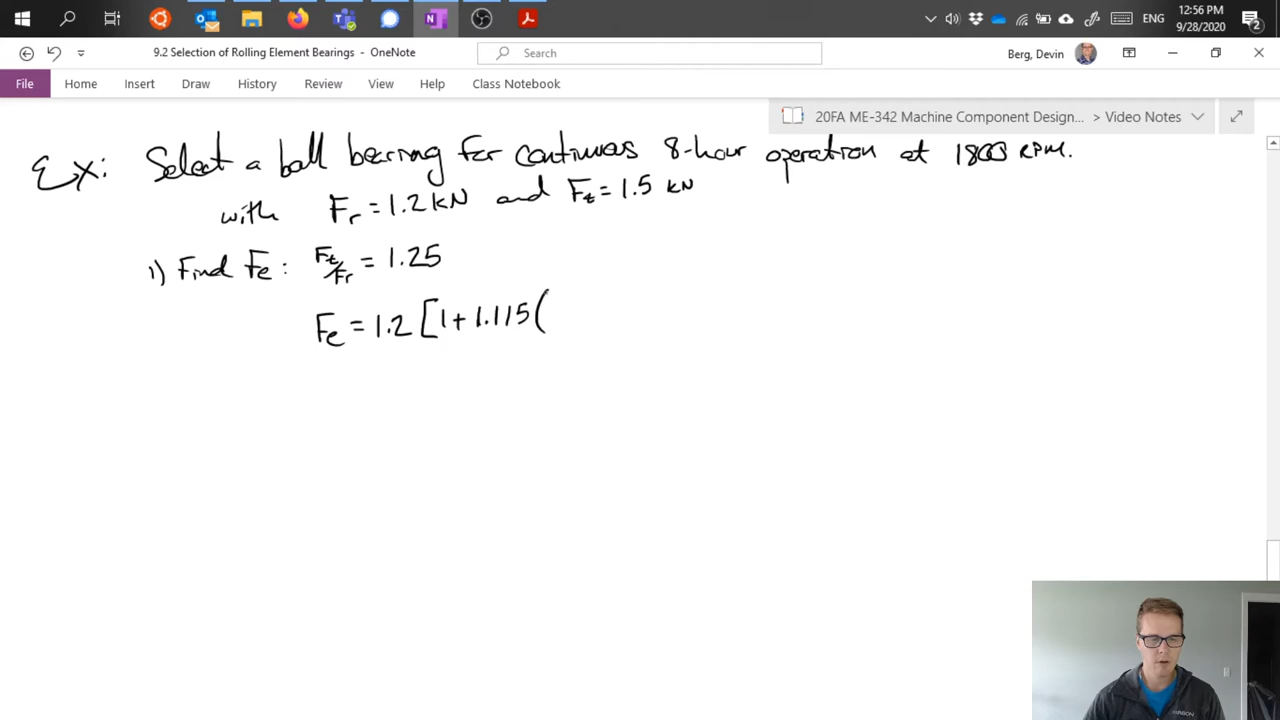 12:56 PM
ENG
9/28/2020
2
9.2 Selection of Rolling Element Bearings - OneNote
Search
Berg, Devin
File Home Insert Draw History Review View Help Class Notebook
20FA ME-342 Machine Component Design... > Video Notes
Ex: Select a ball bearing for continuous 8-hour operation at 1800 RPM.
with Fr = 1.2 kN and Ft = 1.5 kN
1) Find Fe: Ft/Fr = 1.25
Fe = 1.2 [1 + 1.115 (